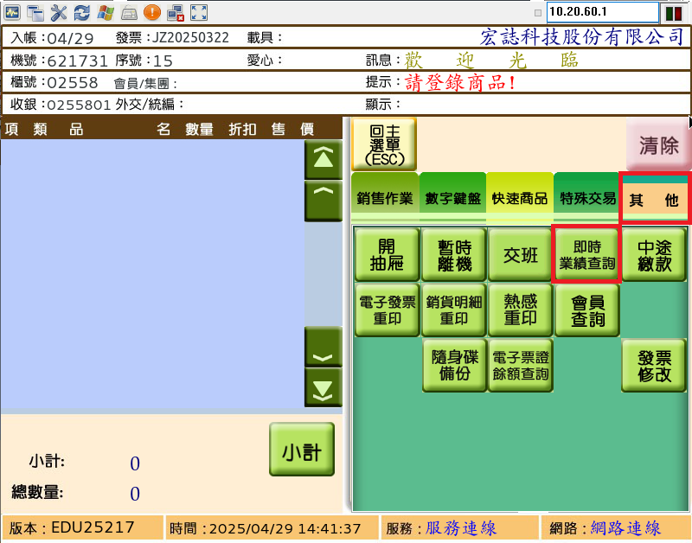 10.20.60.1
入帳：04/29 發票：JZ20250322 載具： 宏誌科技股份有限公司
機號：621731 序號：15 愛心： 訊息：歡 迎 光 臨
櫃號：02558 會員/集團： 提示：請登錄商品！
收銀：0255801 外交/統編： 顯示：
項 類 品 名 數量 折扣 售 價
回主
選單
(ESC)
清除
銷售作業 數字鍵盤 快速商品 特殊交易 其 他
開
抽屜
暫時
離機
交班
即時
業績查詢
中途
繳款
電子發票
重印
銷貨明細
重印
熱感
重印
會員
查詢
隨身碟
備份
電子票證
餘額查詢
發票
修改
小計
小計: 0
總數量: 0
版本：EDU25217 時間：2025/04/29 14:41:37 服務：服務連線 網路：網路連線